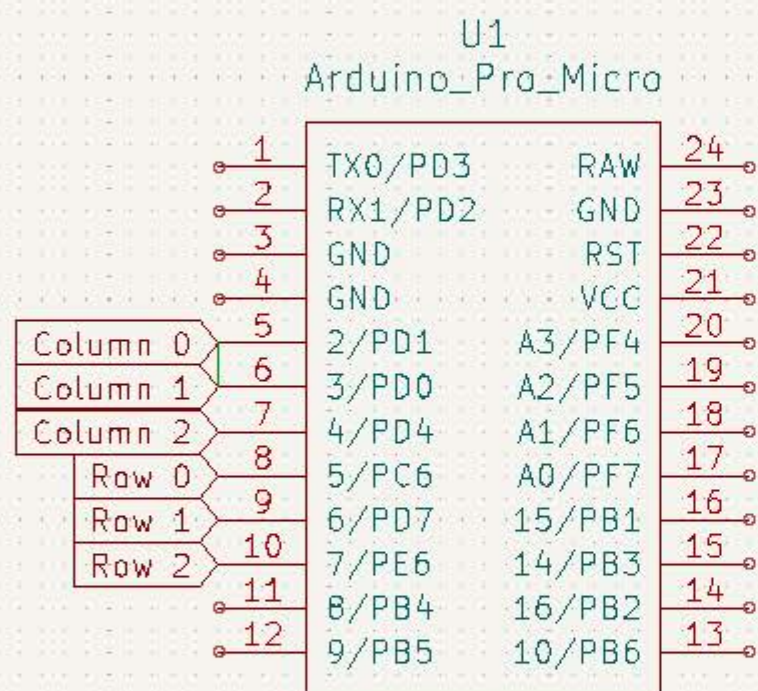 U1
Arduino_Pro_Micro
1 TX0/PD3 RAW 24
2 RX1/PD2 GND 23
3 GND RST 22
4 GND VCC 21
Column 0 5 2/PD1 A3/PF4 20
Column 1 6 3/PD0 A2/PF5 19
Column 2 7 4/PD4 A1/PF6 18
Row 0 8 5/PC6 A0/PF7 17
Row 1 9 6/PD7 15/PB1 16
Row 2 10 7/PE6 14/PB3 15
11 8/PB4 16/PB2 14
12 9/PB5 10/PB6 13